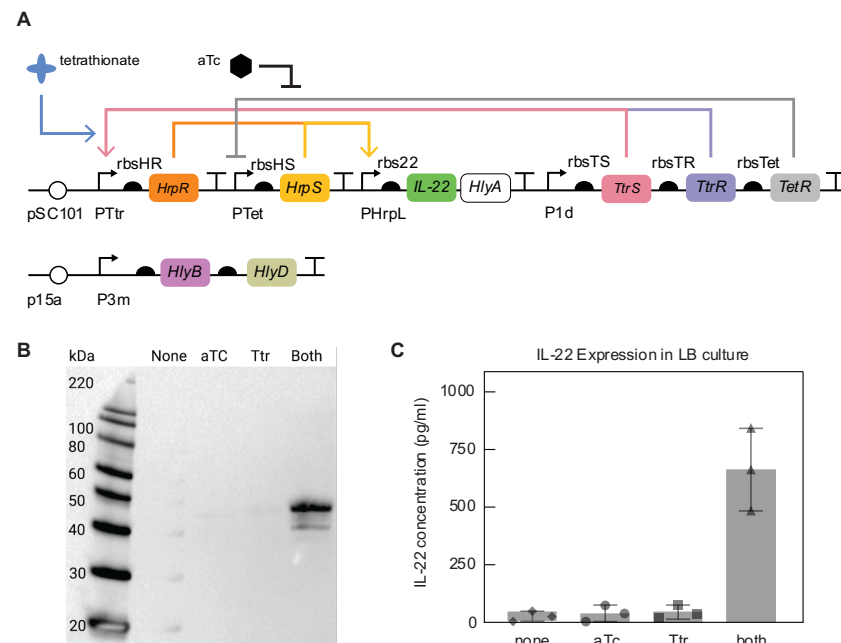 A
tetrathionate
aTc
rbsHR
rbsHS
rbs22
rbsTS
rbsTR
rbsTet
HrpR
HrpS
IL-22
HlyA
TtrS
TtrR
TetR
pSC101
PTtr
PTet
PHrpL
P1d
HlyB
HlyD
p15a
P3m
B
kDa
None
aTC
Ttr
Both
220
100
80
60
50
40
30
20
C
IL-22 Expression in LB culture
IL-22 concentration (pg/ml)
1000
750
500
250
0
none
aTc
Ttr
both